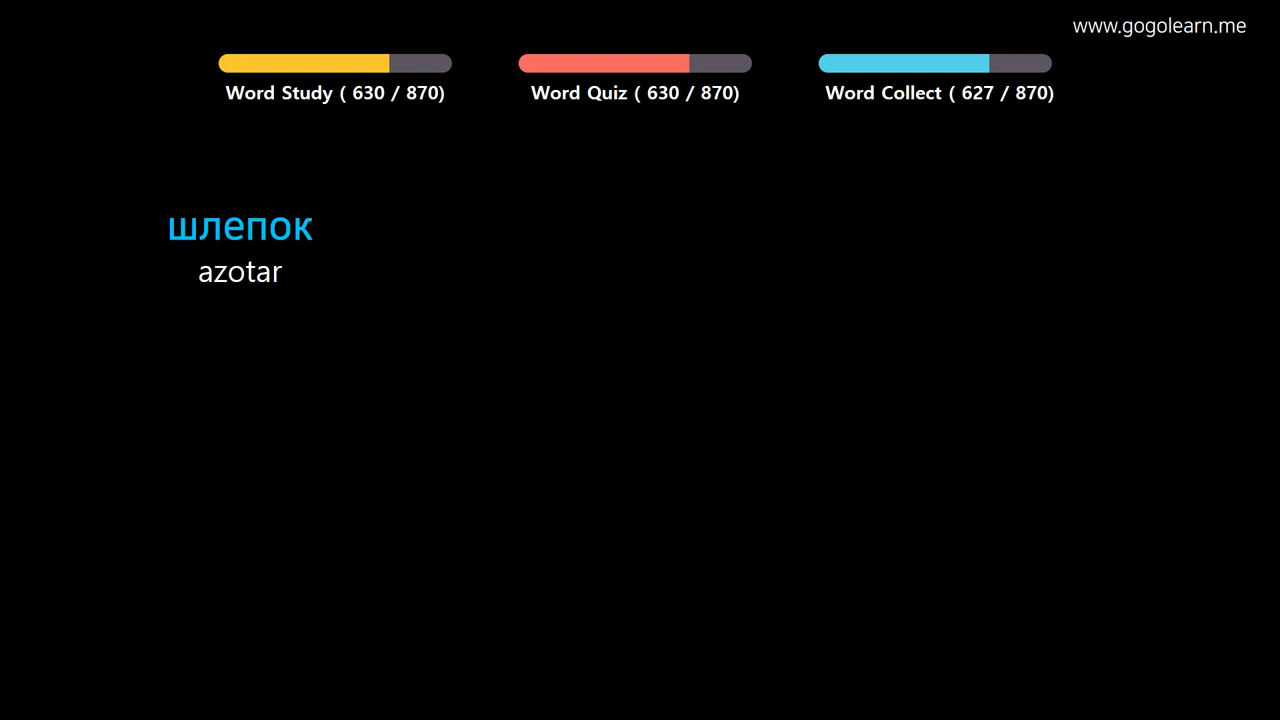 www.gogolearn.me
Word Study ( 630 / 870)
Word Quiz ( 630 / 870)
Word Collect ( 627 / 870)
шлепок
azotar